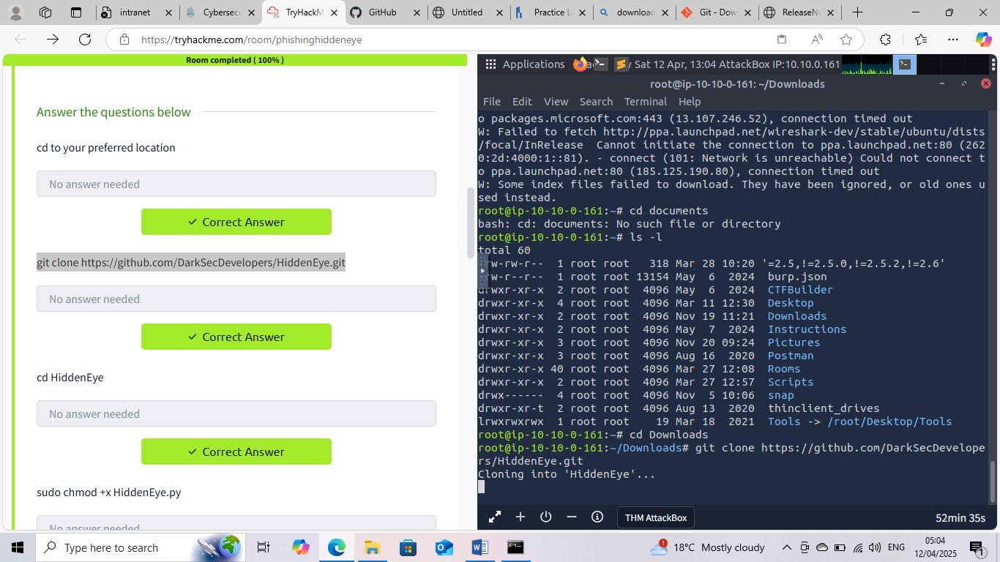 intranet
Cybersecu
TryHackM
GitHub
Untitled
Practice L
download
Git - Dow
ReleaseNo
https://tryhackme.com/room/phishinghiddeneye
Room completed ( 100% )
Answer the questions below
cd to your preferred location
No answer needed
✓ Correct Answer
git clone https://github.com/DarkSecDevelopers/HiddenEye.git
No answer needed
✓ Correct Answer
cd HiddenEye
No answer needed
✓ Correct Answer
sudo chmod +x HiddenEye.py
No answer needed
Applications
Sat 12 Apr, 13:04 AttackBox IP:10.10.0.161
root@ip-10-10-0-161: ~/Downloads
File Edit View Search Terminal Help
o packages.microsoft.com:443 (13.107.246.52), connection timed out
W: Failed to fetch http://ppa.launchpad.net/wireshark-dev/stable/ubuntu/dists
/focal/InRelease  Cannot initiate the connection to ppa.launchpad.net:80 (262
0:2d:4000:1::81). - connect (101: Network is unreachable) Could not connect t
o ppa.launchpad.net:80 (185.125.190.80), connection timed out
W: Some index files failed to download. They have been ignored, or old ones u
sed instead.
root@ip-10-10-0-161:~# cd documents
bash: cd: documents: No such file or directory
root@ip-10-10-0-161:~# ls -l
total 60
rw-rw-r-- 1 root root 318 Mar 28 10:20 '=2.5,!=2.5.0,!=2.5.2,!=2.6'
rw-r--r-- 1 root root 13154 May 6 2024 burp.json
drwxr-xr-x 2 root root 4096 May 6 2024 CTFBuilder
drwxr-xr-x 4 root root 4096 Mar 11 12:30 Desktop
drwxr-xr-x 2 root root 4096 Nov 19 11:21 Downloads
drwxr-xr-x 2 root root 4096 May 7 2024 Instructions
drwxr-xr-x 3 root root 4096 Nov 20 09:24 Pictures
drwxr-xr-x 3 root root 4096 Aug 16 2020 Postman
drwxr-xr-x 40 root root 4096 Mar 27 12:08 Rooms
drwxr-xr-x 2 root root 4096 Mar 27 12:57 Scripts
drwx------ 4 root root 4096 Nov 5 10:06 snap
drwxr-xr-t 2 root root 4096 Aug 13 2020 thinclient_drives
lrwxrwxrwx 1 root root 19 Mar 18 2021 Tools -> /root/Desktop/Tools
root@ip-10-10-0-161:~# cd Downloads
root@ip-10-10-0-161:~/Downloads# git clone https://github.com/DarkSecDevelope
rs/HiddenEye.git
Cloning into 'HiddenEye'...
THM AttackBox
52min 35s
Type here to search
1
18°C Mostly cloudy
ENG
05:04
12/04/2025
1